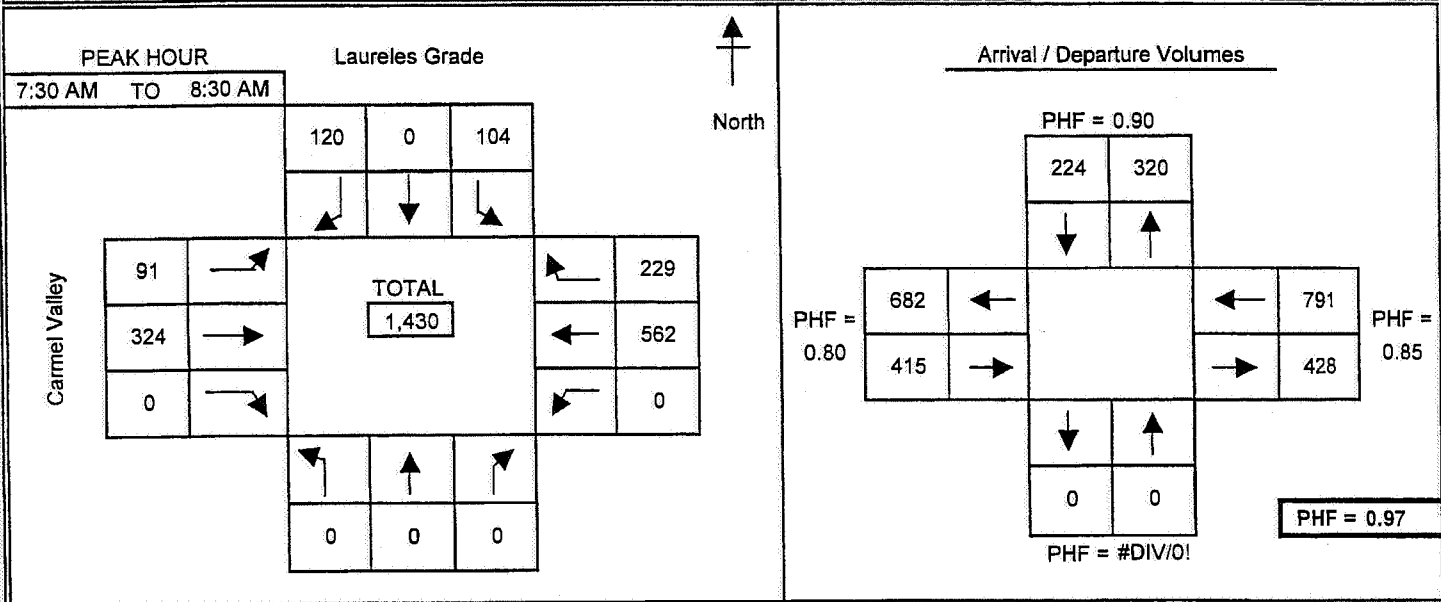 PEAK HOUR
7:30 AM TO 8:30 AM
Laureles Grade
North
120 0 104
Carmel Valley
91
324
0
TOTAL
1,430
229
562
0
0 0 0
Arrival / Departure Volumes
PHF = 0.90
224 320
PHF =
0.80
682
415
791
428
PHF =
0.85
0 0
PHF = #DIV/0!
PHF = 0.97